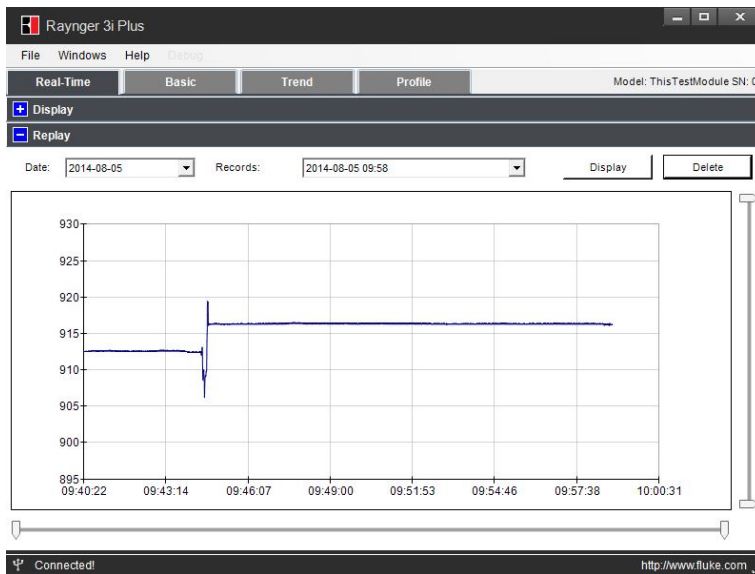 Raynger 3i Plus
File Windows Help Debug
Real-Time Basic Trend Profile Model: ThisTestModule SN:
Display
Replay
Date: 2014-08-05 Records: 2014-08-05 09:58 Display Delete
930
925
920
915
910
905
900
895
09:40:22 09:43:14 09:46:07 09:49:00 09:51:53 09:54:46 09:57:38 10:00:31
Connected! http://www.fluke.com